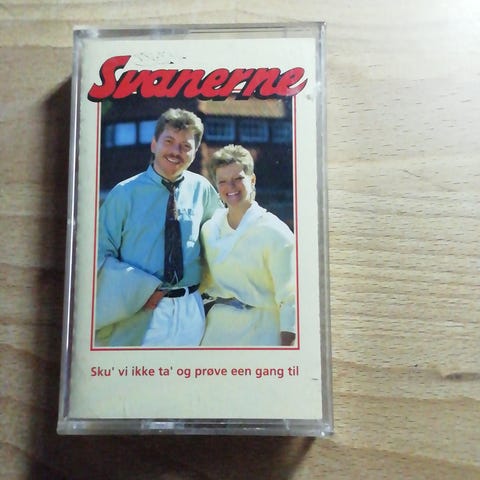 Svanerne
Sku' vi ikke ta' og prøve een gang til